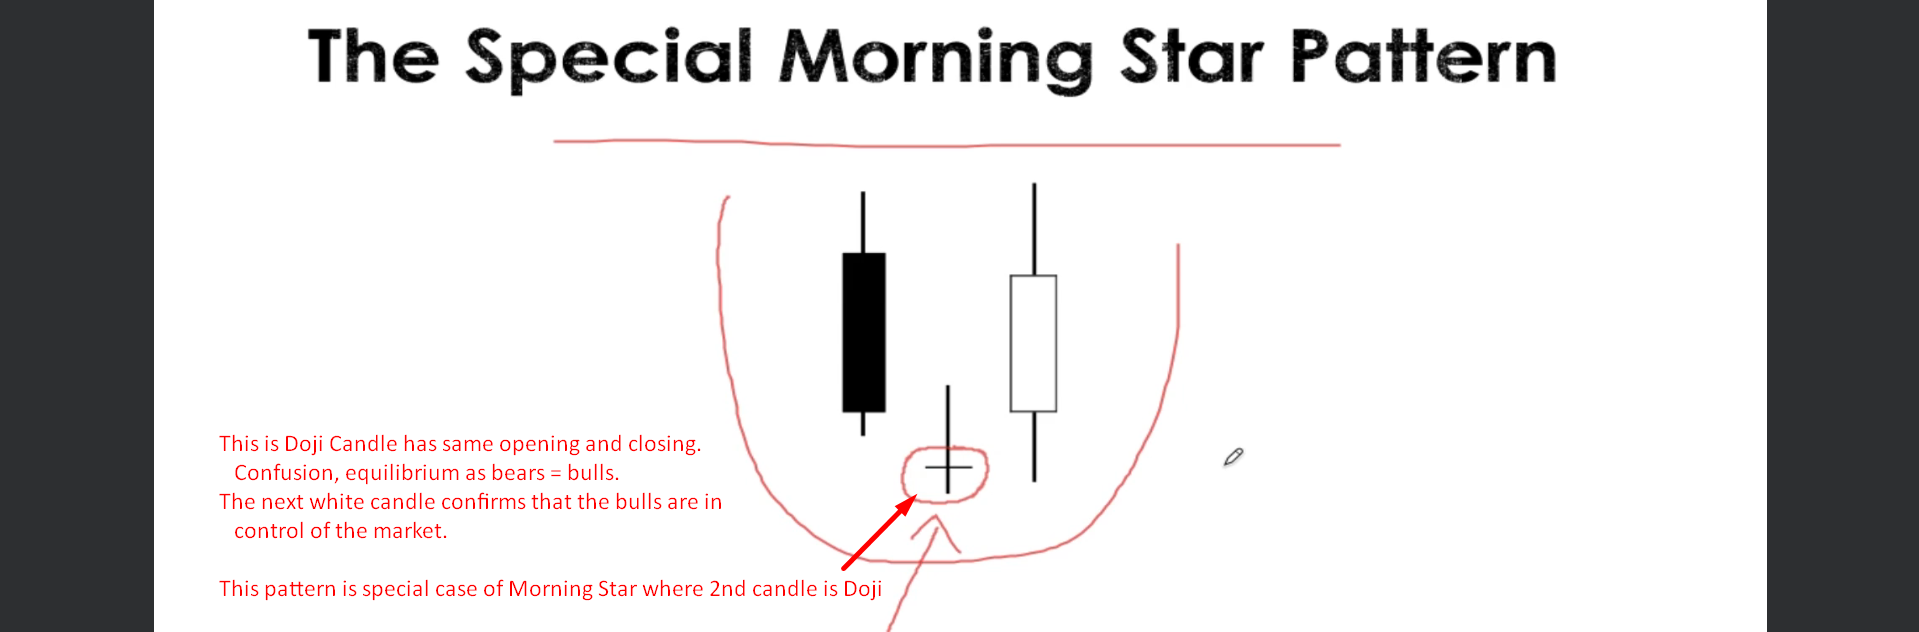 The Special Morning Star Pattern
This is Doji Candle has same opening and closing.
Confusion, equilibrium as bears = bulls.
The next white candle confirms that the bulls are in
control of the market.
This pattern is special case of Morning Star where 2nd candle is Doji